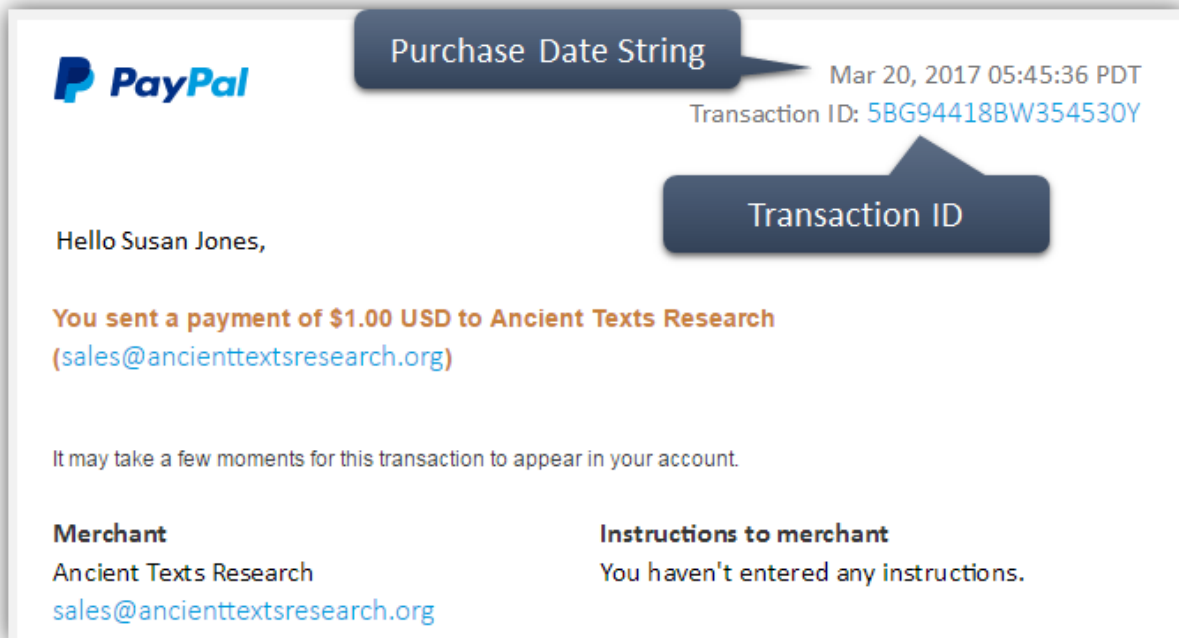 PayPal
Purchase Date String
Mar 20, 2017 05:45:36 PDT
Transaction ID: 5BG94418BW354530Y
Transaction ID
Hello Susan Jones,
You sent a payment of $1.00 USD to Ancient Texts Research
(sales@ancienttextsresearch.org)
It may take a few moments for this transaction to appear in your account.
Merchant
Ancient Texts Research
sales@ancienttextsresearch.org
Instructions to merchant
You haven't entered any instructions.